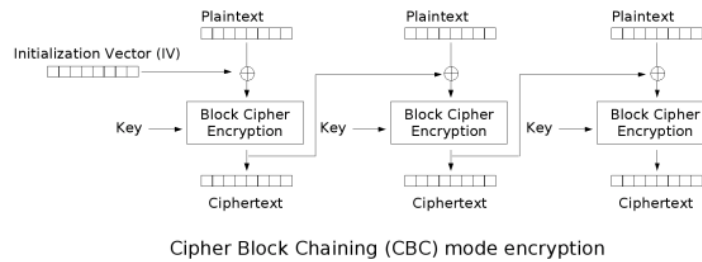 Plaintext
Plaintext
Plaintext
Initialization Vector (IV)
Key
Block Cipher
Encryption
Key
Block Cipher
Encryption
Key
Block Cipher
Encryption
Ciphertext
Ciphertext
Ciphertext
Cipher Block Chaining (CBC) mode encryption